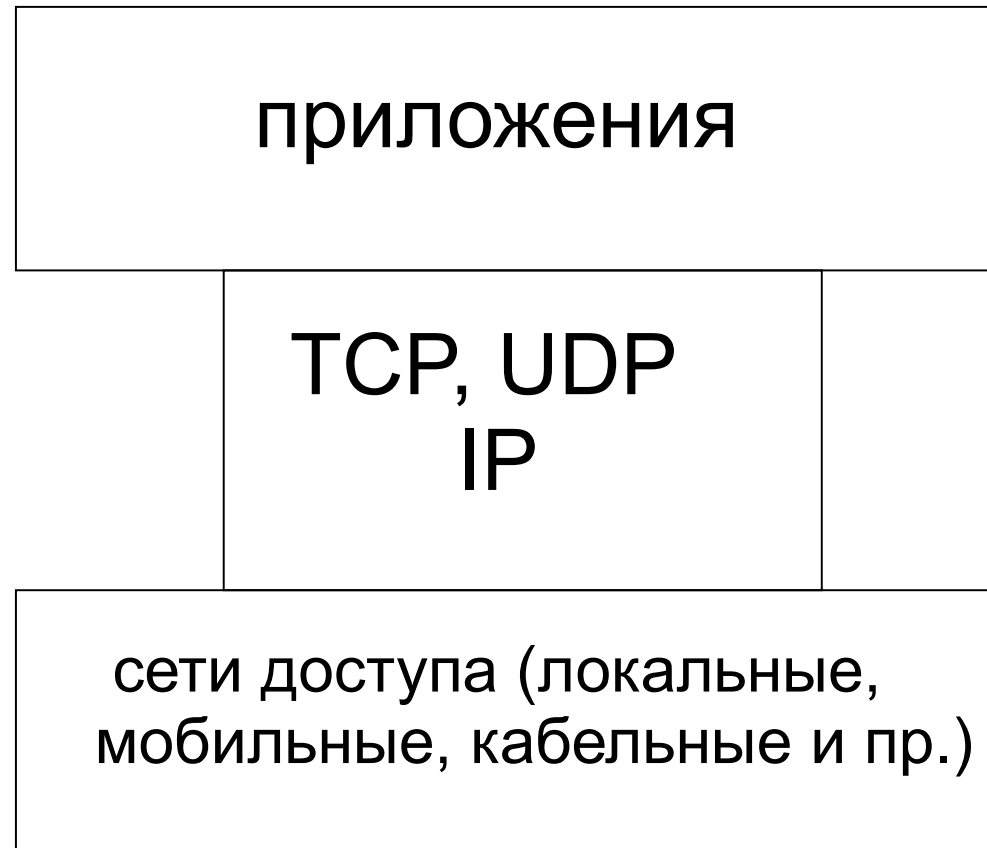 приложения
TCP, UDP
IP
сети доступа (локальные,
мобильные, кабельные и пр.)